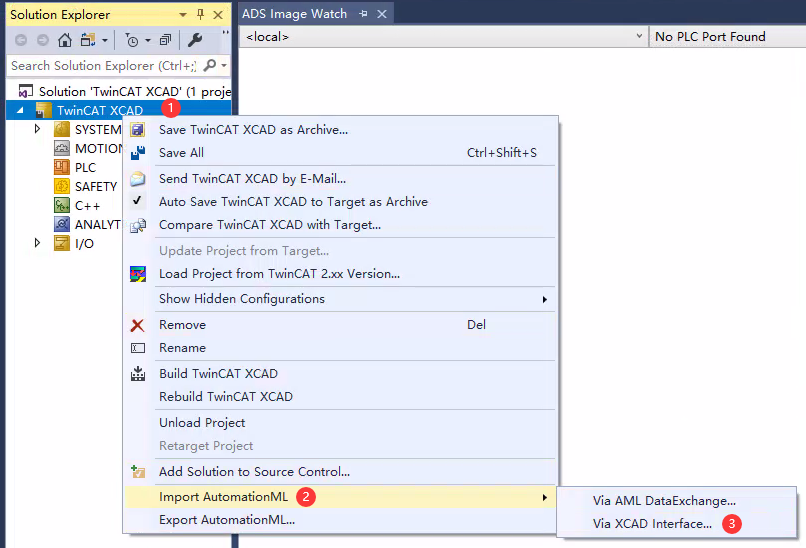 Solution Explorer
ADS Image Watch
<local>
No PLC Port Found
Search Solution Explorer (Ctrl+;)
Solution 'TwinCAT XCAD' (1 proje
TwinCAT XCAD 1
SYSTEM
MOTION
PLC
SAFETY
C++
ANALYT
I/O
Save TwinCAT XCAD as Archive...
Save All Ctrl+Shift+S
Send TwinCAT XCAD by E-Mail...
Auto Save TwinCAT XCAD to Target as Archive
Compare TwinCAT XCAD with Target...
Update Project from Target...
Load Project from TwinCAT 2.xx Version...
Show Hidden Configurations
Remove Del
Rename
Build TwinCAT XCAD
Rebuild TwinCAT XCAD
Unload Project
Retarget Project
Add Solution to Source Control...
Import AutomationML 2
Export AutomationML...
Via AML DataExchange...
Via XCAD Interface... 3